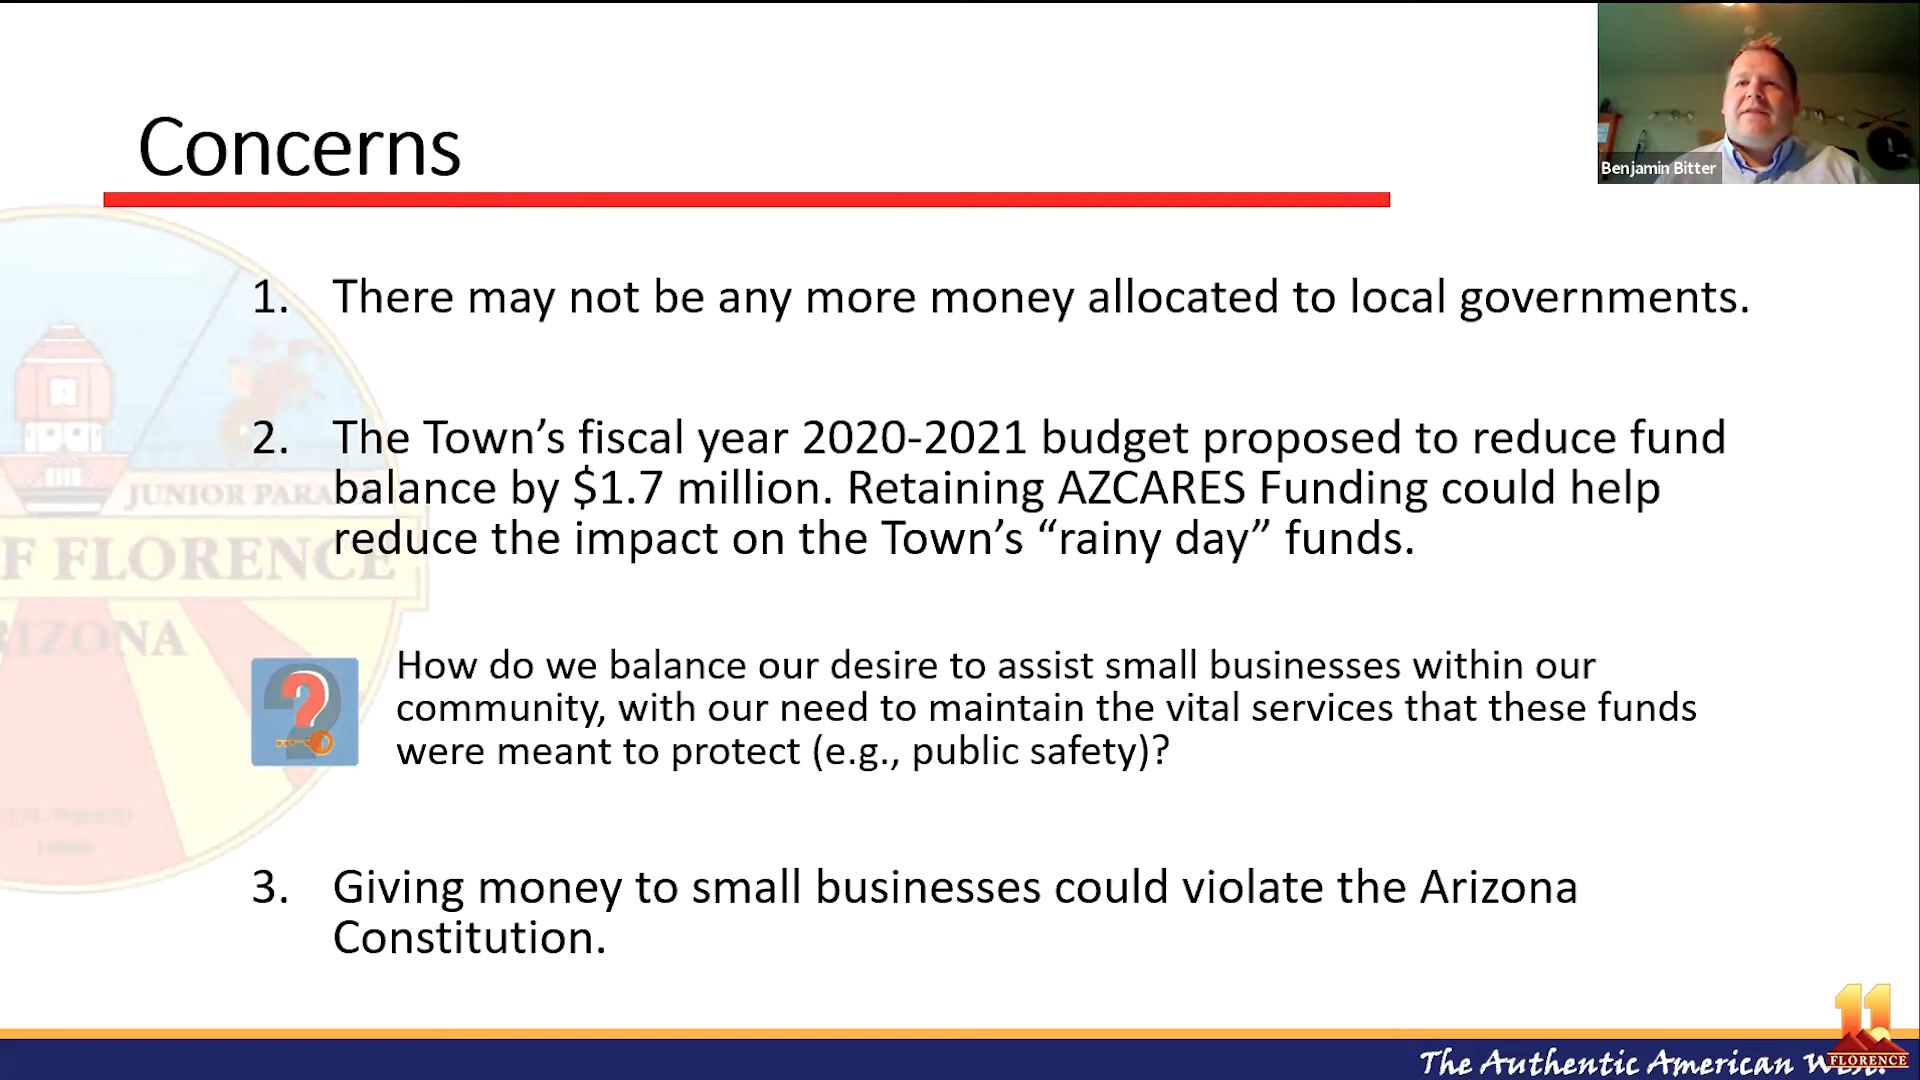 Concerns
Benjamin Bitter
1. There may not be any more money allocated to local governments.
2. The Town’s fiscal year 2020-2021 budget proposed to reduce fund
balance by $1.7 million. Retaining AZCARES Funding could help
reduce the impact on the Town’s “rainy day” funds.
JUNIOR PARA
F FLORENCE
RIZONA
How do we balance our desire to assist small businesses within our
community, with our need to maintain the vital services that these funds
were meant to protect (e.g., public safety)?
3. Giving money to small businesses could violate the Arizona
Constitution.
The Authentic American
11
FLORENCE